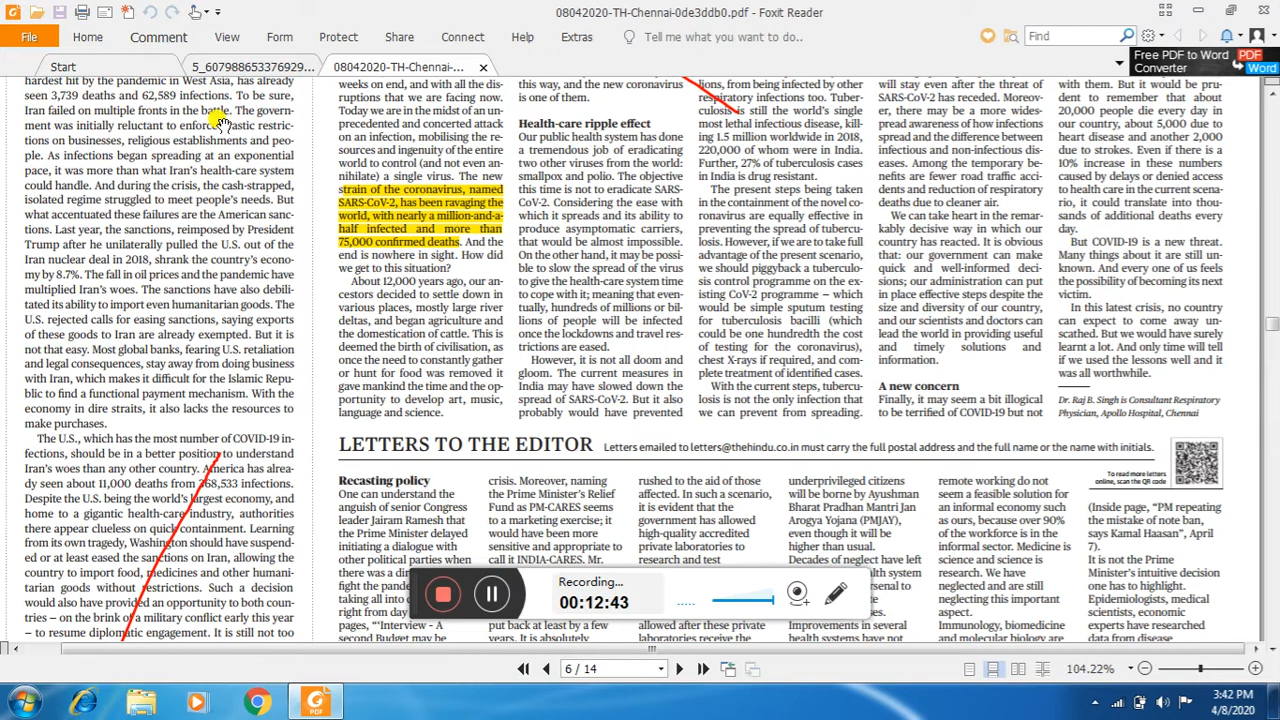 08042020-TH-Chennai-0de3ddb0.pdf - Foxit Reader
File
Home
Comment
View
Form
Protect
Share
Connect
Help
Extras
Tell me what you want to do...
Find
Start
5_607988653376929...
08042020-TH-Chennai-...
Free PDF to Word
Converter
PDF
Word
hardest hit by the pandemic in West Asia, has already
seen 3,739 deaths and 62,589 infections. To be sure,
Iran failed on multiple fronts in the battle. The govern-
ment was initially reluctant to enforce drastic restric-
tions on businesses, religious establishments and peo-
ple. As infections began spreading at an exponential
pace, it was more than what Iran's health-care system
could handle. And during the crisis, the cash-strapped,
isolated regime struggled to meet people's needs. But
what accentuated these failures are the American sanc-
tions. Last year, the sanctions, reimposed by President
Trump after he unilaterally pulled the U.S. out of the
Iran nuclear deal in 2018, shrank the country's econo-
my by 8.7%. The fall in oil prices and the pandemic have
multiplied Iran's woes. The sanctions have also debili-
tated its ability to import even humanitarian goods. The
U.S. rejected calls for easing sanctions, saying exports
of these goods to Iran are already exempted. But it is
not that easy. Most global banks, fearing U.S. retaliation
and legal consequences, stay away from doing business
with Iran, which makes it difficult for the Islamic Repu-
blic to find a functional payment mechanism. With the
economy in dire straits, it also lacks the resources to
make purchases.
The U.S., which has the most number of COVID-19 in-
fections, should be in a better position to understand
Iran's woes than any other country. America has alrea-
dy seen about 11,000 deaths from 368,533 infections.
Despite the U.S. being the world's largest economy, and
home to a gigantic health-care industry, authorities
there appear clueless on quick containment. Learning
from its own tragedy, Washington should have suspend-
ed or at least eased the sanctions on Iran, allowing the
country to import food, medicines and other humani-
tarian goods without restrictions. Such a decision
would also have provided an opportunity to both coun-
tries – on the brink of a military conflict early this year
– to resume diplomatic engagement. It is still not too
weeks on end, and with all the dis-
ruptions that we are facing now.
Today we are in the midst of an un-
precedented and concerted attack
on an infection, mobilising the re-
sources and ingenuity of the entire
world to control (and not even an-
nihilate) a single virus. The new
strain of the coronavirus, named
SARS-CoV-2, has been ravaging the
world, with nearly a million-and-a-
half infected and more than
75,000 confirmed deaths. And the
end is nowhere in sight. How did
we get to this situation?
About 12,000 years ago, our an-
cestors decided to settle down in
various places, mostly large river
deltas, and began agriculture and
the domestication of cattle. This is
deemed the birth of civilisation, as
once the need to constantly gather
or hunt for food was removed it
gave mankind the time and the op-
portunity to develop art, music,
language and science.
this way, and the new coronavirus
is one of them.
Health-care ripple effect
Our public health system has done
a tremendous job of eradicating
two other viruses from the world:
smallpox and polio. The objective
this time is not to eradicate SARS-
CoV-2. Considering the ease with
which it spreads and its ability to
produce asymptomatic carriers,
that would be almost impossible.
On the other hand, it may be possi-
ble to slow the spread of the virus
to give the health-care system time
to cope with it; meaning that even-
tually, hundreds of millions or bil-
lions of people will be infected
once the lockdowns and travel res-
trictions are eased.
However, it is not all doom and
gloom. The current measures in
India may have slowed down the
spread of SARS-CoV-2. But it also
probably would have prevented
lions, from being infected by other
respiratory infections too. Tuber-
culosis is still the world's single
most lethal infectious disease, kill-
ing 1.5 million worldwide in 2018,
220,000 of whom were in India.
Further, 27% of tuberculosis cases
in India is drug resistant.
The present steps being taken
in the containment of the novel co-
ronavirus are equally effective in
preventing the spread of tubercu-
losis. However, if we are to take full
advantage of the present scenario,
we should piggyback a tuberculo-
sis control programme on the ex-
isting CoV-2 programme – which
would be simple sputum testing
for tuberculosis bacilli (which
could be one hundredth the cost
of testing for the coronavirus),
chest X-rays if required, and com-
plete treatment of identified cases.
With the current steps, tubercu-
losis is not the only infection that
we can prevent from spreading.
will stay even after the threat of
SARS-CoV-2 has receded. Moreov-
er, there may be a more wides-
pread awareness of how infections
spread and the difference between
infectious and non-infectious dis-
eases. Among the temporary be-
nefits are fewer road traffic acci-
dents and reduction of respiratory
deaths due to cleaner air.
We can take heart in the remar-
kably decisive way in which our
country has reacted. It is obvious
that: our government can make
quick and well-informed deci-
sions; our administration can put
in place effective steps despite the
size and diversity of our country,
and our scientists and doctors can
lead the world in providing useful
and timely solutions and
information.
A new concern
Finally, it may seem a bit illogical
to be terrified of COVID-19 but not
with them. But it would be pru-
dent to remember that about
20,000 people die every day in
our country, about 5,000 due to
heart disease and another 2,000
due to strokes. Even if there is a
10% increase in these numbers
caused by delays or denied access
to health care in the current scena-
rio, it could translate into thou-
sands of additional deaths every
day.
But COVID-19 is a new threat.
Many things about it are still un-
known. And every one of us feels
the possibility of becoming its next
victim.
In this latest crisis, no country
can expect to come away un-
scathed. But we would have surely
learnt a lot. And only time will tell
if we used the lessons well and it
was all worthwhile.
Dr. Raj B. Singh is Consultant Respiratory
Physician, Apollo Hospital, Chennai
LETTERS TO THE EDITOR
Letters emailed to letters@thehindu.co.in must carry the full postal address and the full name or the name with initials.
To read more letters
online, scan the QR code
Recasting policy
One can understand the
anguish of senior Congress
leader Jairam Ramesh that
the Prime Minister delayed
initiating a dialogue with
other political parties when
there was a
fight the pandemic
taking all into
right from day
pages, "'Interview - A
second Budget may be
crisis. Moreover, naming
the Prime Minister's Relief
Fund as PM-CARES seems
to a marketing exercise; it
would have been more
sensitive and appropriate to
call it INDIA-CARES. Mr.
put back at least by a few
years. It is absolutely
rushed to the aid of those
affected. In such a scenario,
it is evident that the
government has allowed
high-quality accredited
private laboratories to
research and test
allowed after these private
laboratories receive the
underprivileged citizens
will be borne by Ayushman
Bharat Pradhan Mantri Jan
Arogya Yojana (PMJAY),
even though it will be
higher than usual.
Decades of neglect have left
system
to
Improvements in several
health systems have not
remote working do not
seem a feasible solution for
an informal economy such
as ours, because over 90%
of the workforce is in the
informal sector. Medicine is
science and science is
research. We have
neglected and are still
neglecting this important
aspect.
Immunology, biomedicine
and molecular biology are
(Inside page, "PM repeating
the mistake of note ban,
says Kamal Haasan", April
7).
It is not the Prime
Minister's intuitive decision
one has to highlight.
Epidemiologists, medical
scientists, economic
experts have researched
data from disease
Recording...
00:12:43
6 / 14
104.22%
3:42 PM
4/8/2020